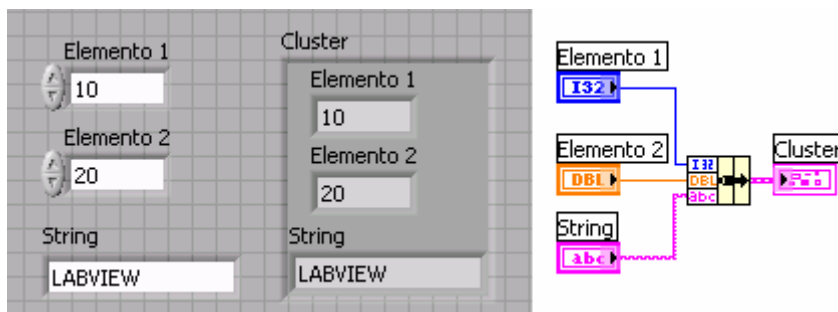 Elemento 1
10
Elemento 2
20
String
LABVIEW
Cluster
Elemento 1
10
Elemento 2
20
String
LABVIEW
Elemento 1
I32
Elemento 2
DBL
String
abc
I32
DBL
abc
Cluster